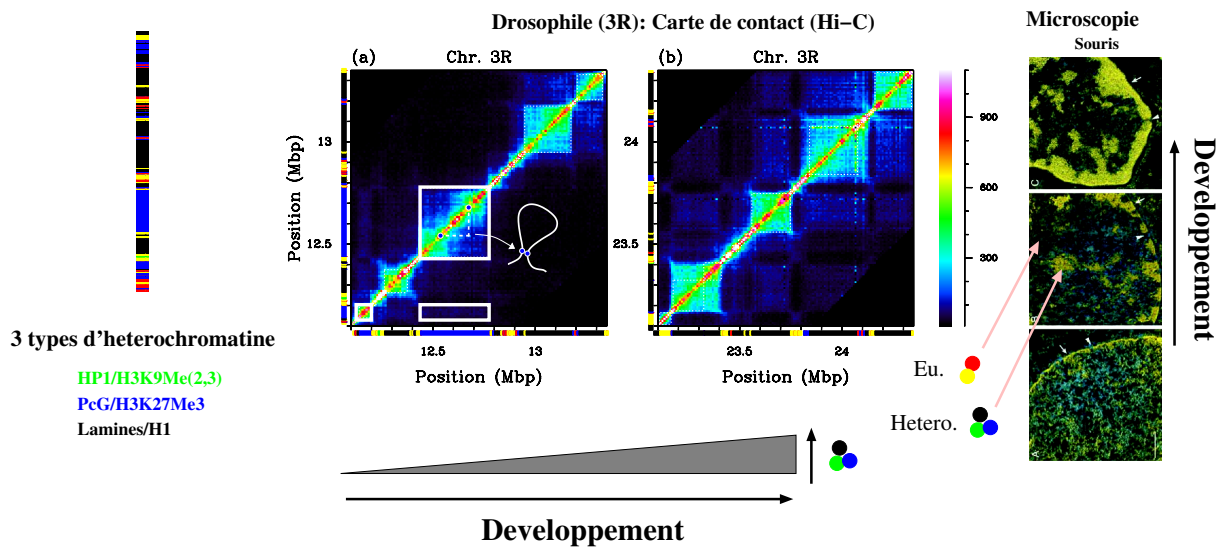 Drosophile (3R): Carte de contact (Hi−C)
Microscopie
Souris
(a)
Chr. 3R
(b)
Chr. 3R
Position (Mbp)
13
12.5
12.5
13
Position (Mbp)
Position (Mbp)
24
23.5
23.5
24
Position (Mbp)
900
600
300
C
B
A
Developpement
3 types d'heterochromatine
HP1/H3K9Me(2,3)
PcG/H3K27Me3
Lamines/H1
Eu.
Hetero.
Developpement